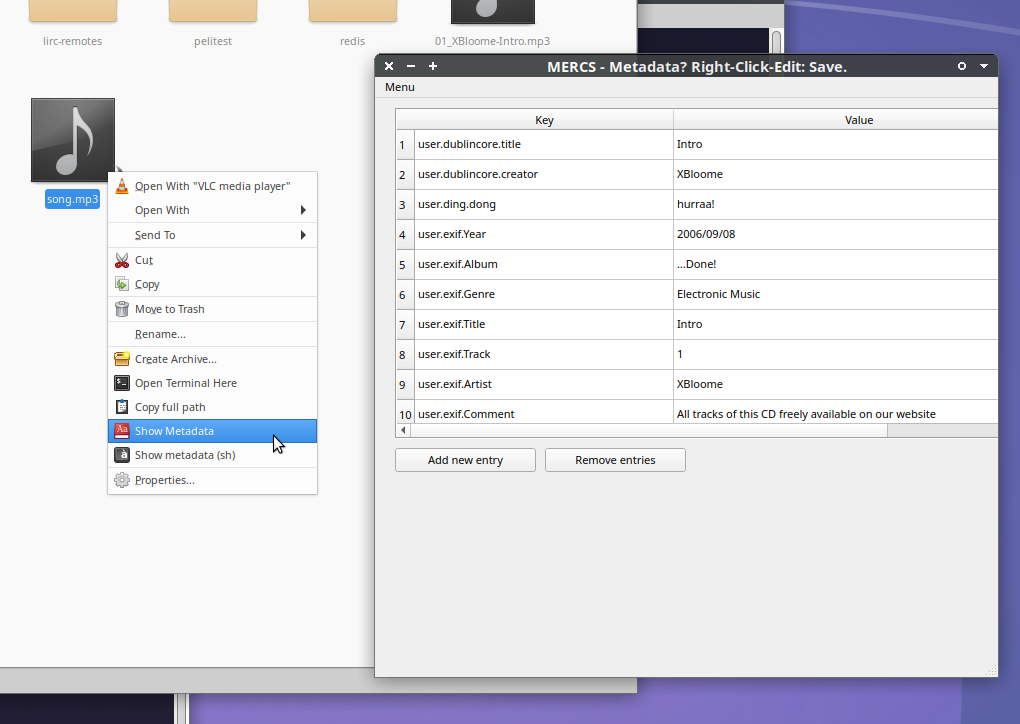 lirc-remotes
pelitest
redis
01_XBloome-Intro.mp3
song.mp3
Open With "VLC media player"
Open With
Send To
Cut
Copy
Move to Trash
Rename...
Create Archive...
Open Terminal Here
Copy full path
Show Metadata
Show metadata (sh)
Properties...
MERCS - Metadata? Right-Click-Edit: Save.
Menu
Key Value
1 user.dublincore.title Intro
2 user.dublincore.creator XBloome
3 user.ding.dong hurraa!
4 user.exif.Year 2006/09/08
5 user.exif.Album ...Done!
6 user.exif.Genre Electronic Music
7 user.exif.Title Intro
8 user.exif.Track 1
9 user.exif.Artist XBloome
10 user.exif.Comment All tracks of this CD freely available on our website
Add new entry Remove entries